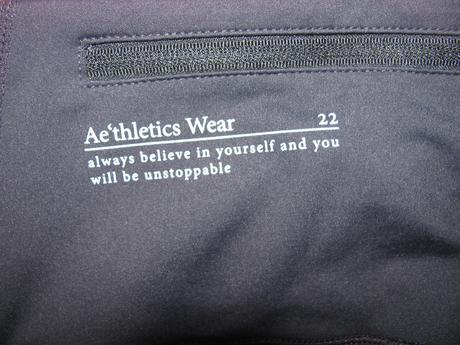 Ae‘thletics Wear 22
always believe in yourself and you
will be unstoppable